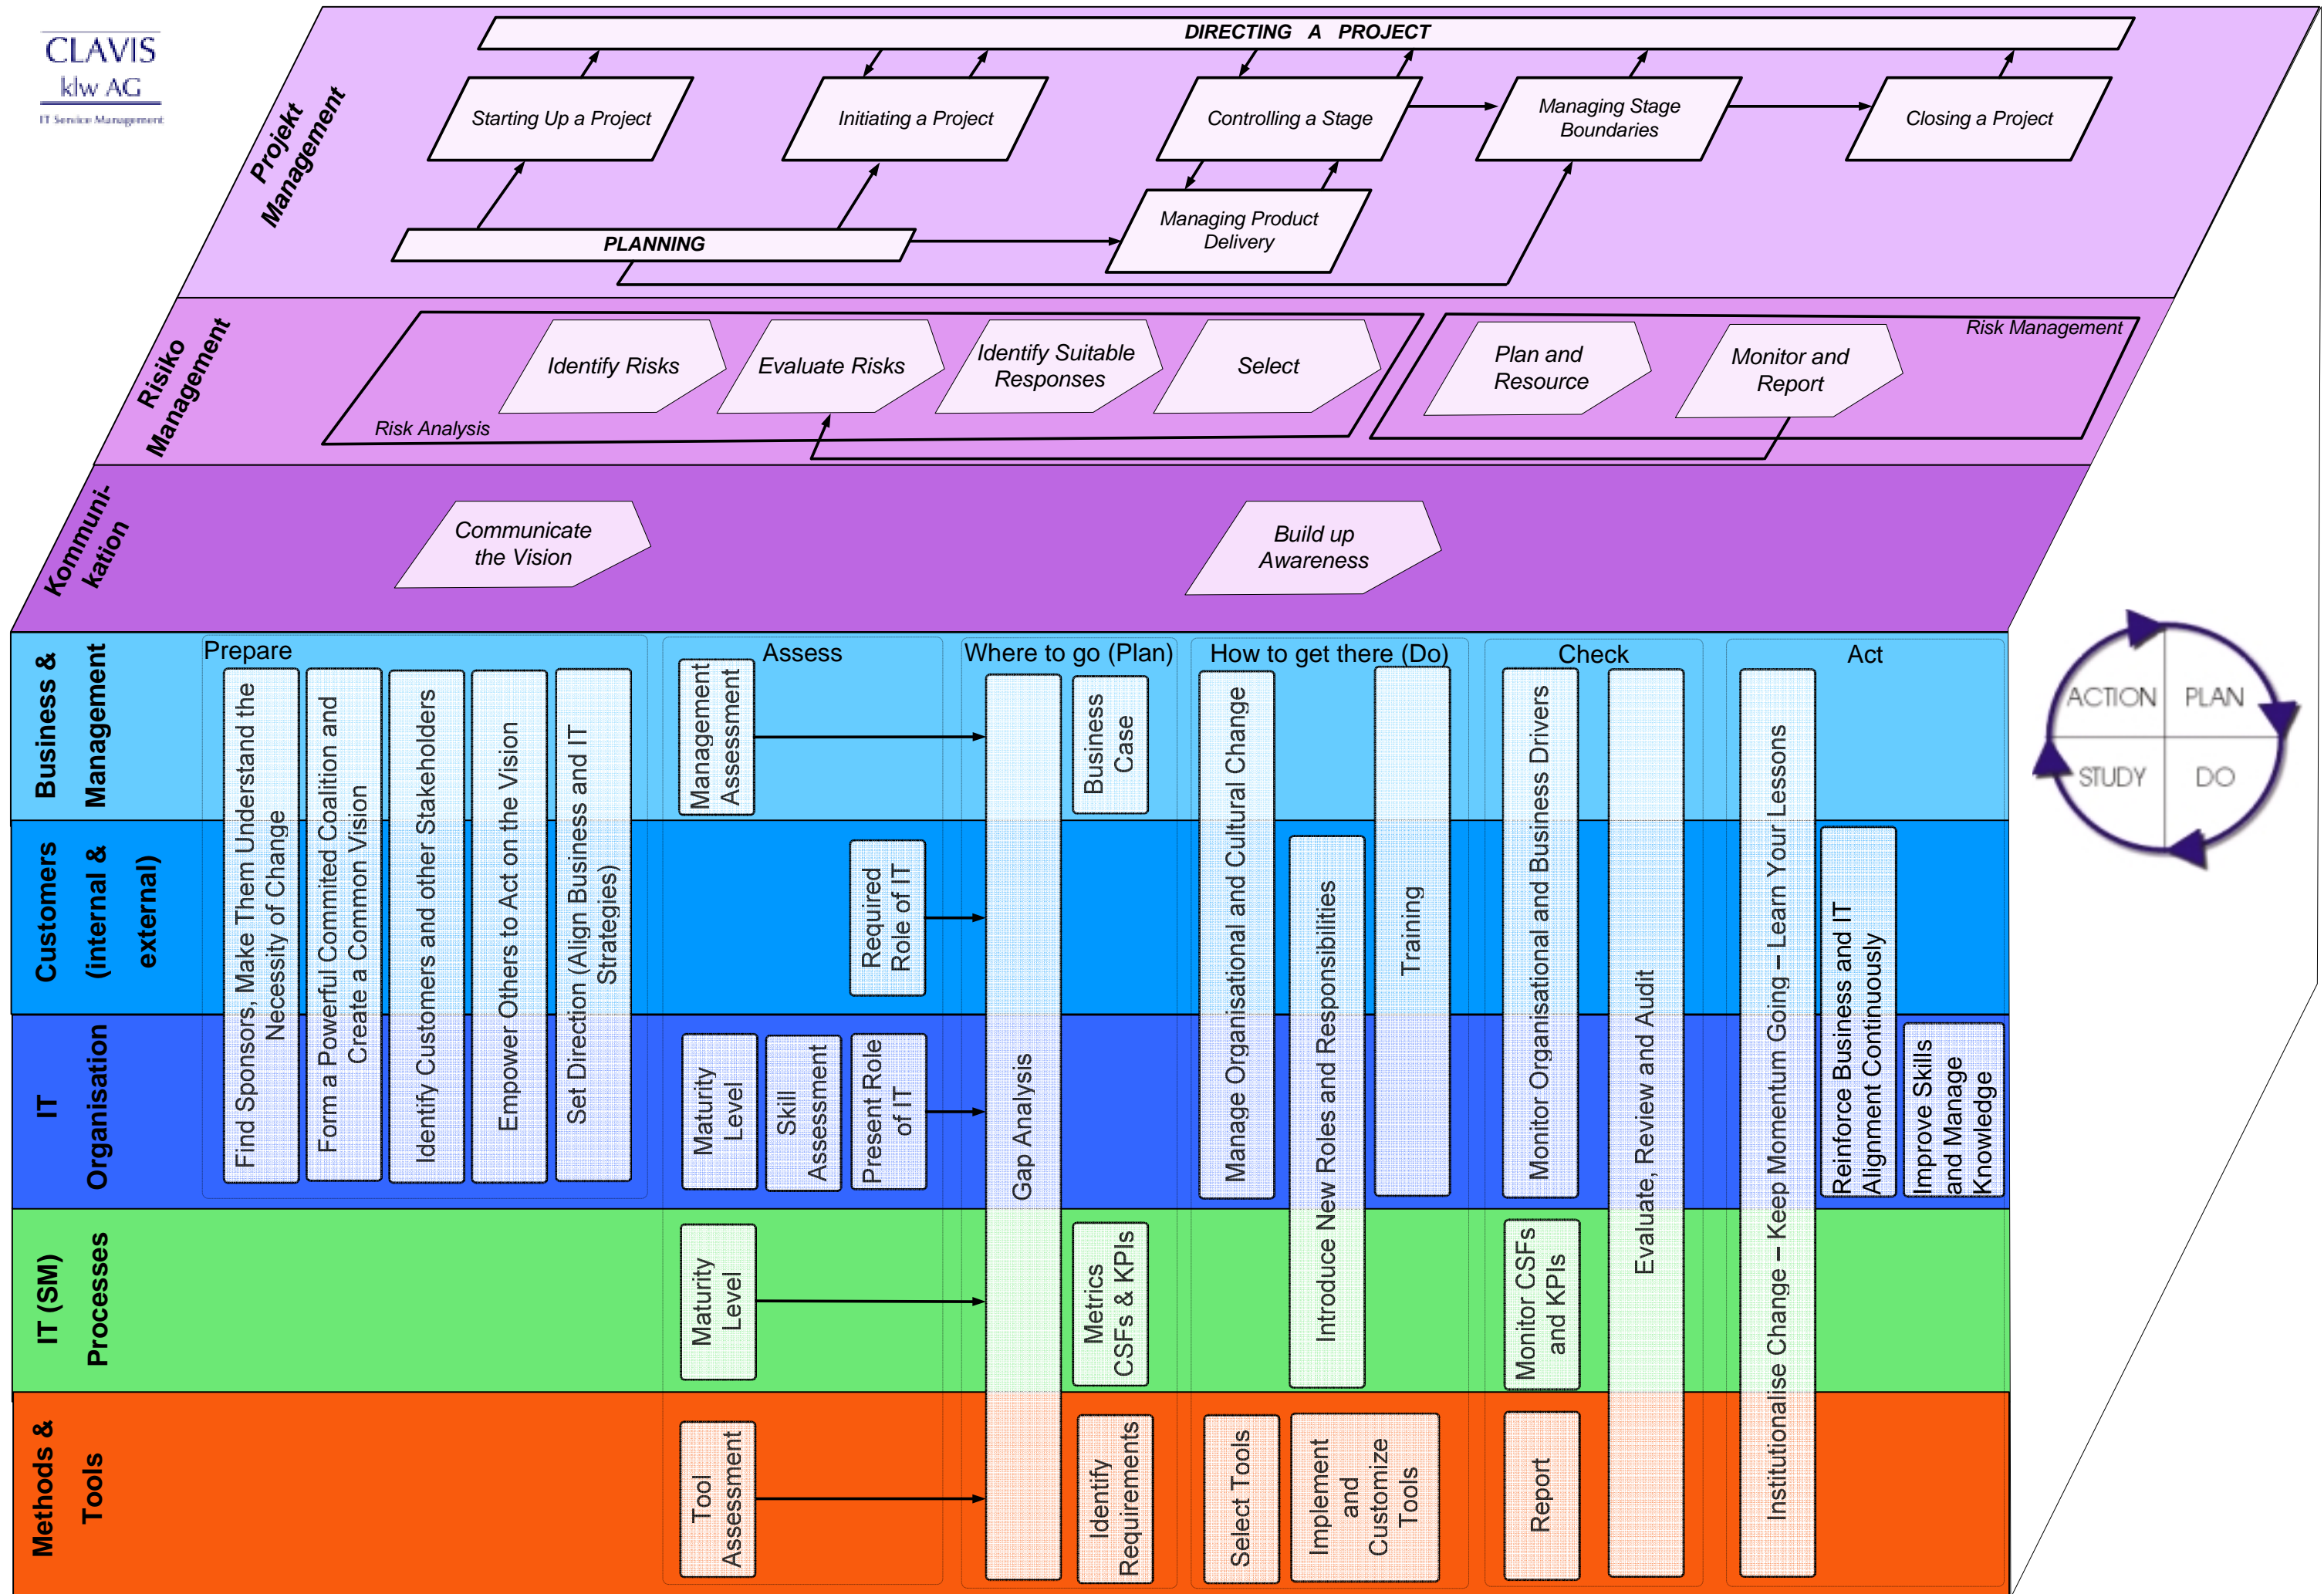 CLAVIS
klw AG
IT Service Management
Projekt
Management
DIRECTING A PROJECT
Starting Up a Project
Initiating a Project
Controlling a Stage
Managing Stage
Boundaries
Closing a Project
Managing Product
Delivery
PLANNING
Risiko
Management
Identify Risks
Evaluate Risks
Identify Suitable
Responses
Select
Risk Analysis
Plan and
Resource
Monitor and
Report
Risk Management
Kommuni-
kation
Communicate
the Vision
Build up
Awareness
Business &
Management
Customers
(internal &
external)
IT
Organisation
IT (SM)
Processes
Methods &
Tools
Prepare
Find Sponsors, Make Them Understand the
Necessity of Change
Form a Powerful Commited Coalition and
Create a Common Vision
Identify Customers and other Stakeholders
Empower Others to Act on the Vision
Set Direction (Align Business and IT
Strategies)
Assess
Management
Assessment
Required
Role of IT
Maturity
Level
Skill
Assessment
Present Role
of IT
Maturity
Level
Tool
Assessment
Where to go (Plan)
Gap Analysis
Business
Case
Metrics
CSFs & KPIs
Identify
Requirements
How to get there (Do)
Manage Organisational and Cultural Change
Introduce New Roles and Responsibilities
Training
Select Tools
Implement
and
Customize
Tools
Check
Monitor Organisational and Business Drivers
Monitor CSFs
and KPIs
Report
Evaluate, Review and Audit
Act
Institutionalise Change – Keep Momentum Going – Learn Your Lessons
Reinforce Business and IT
Alignment Continuously
Improve Skills
and Manage
Knowledge
ACTION
PLAN
STUDY
DO